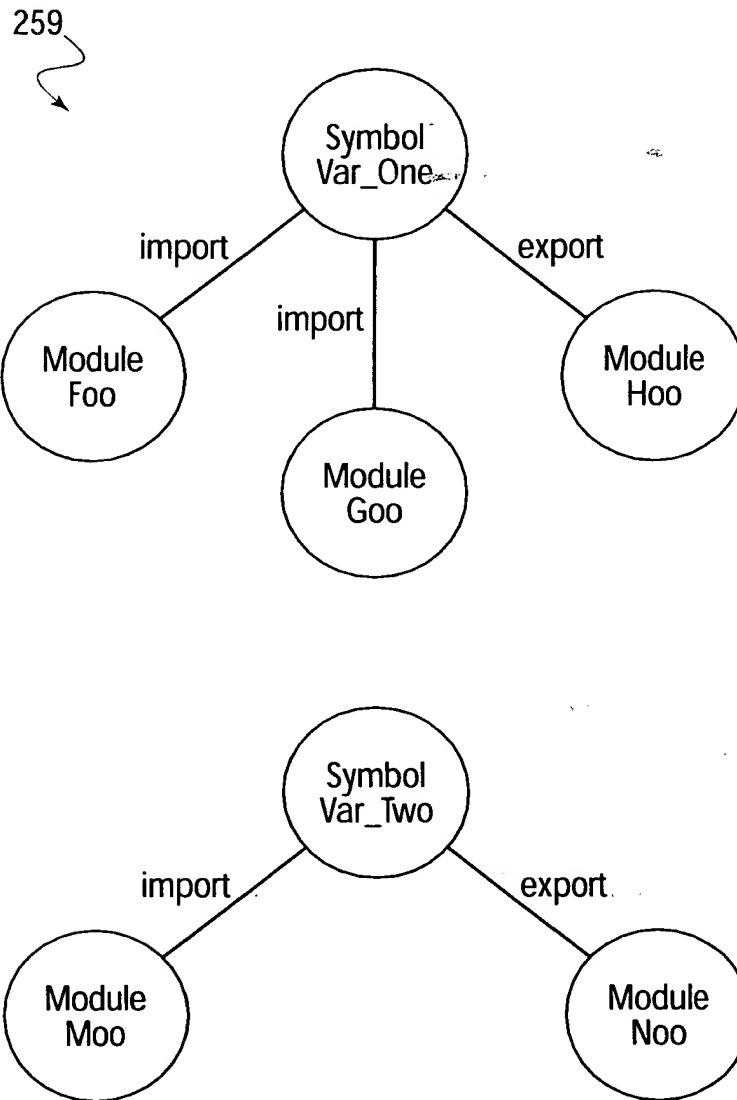 259
Symbol
Var_One
import
export
import
Module
Foo
Module
Hoo
Module
Goo
Symbol
Var_Two
import
export
Module
Moo
Module
Noo